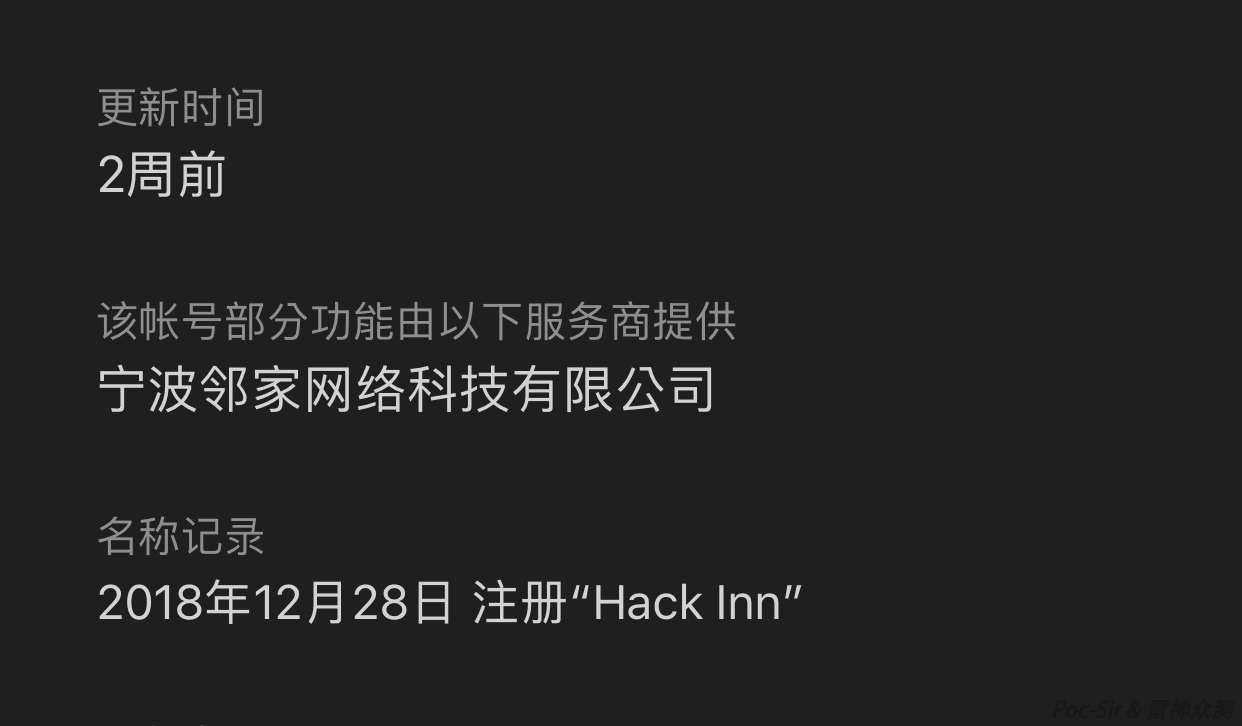 更新时间
2周前
该帐号部分功能由以下服务商提供
宁波邻家网络科技有限公司
名称记录
2018年12月28日 注册“Hack Inn”
Poc-Sir & 雷神众测